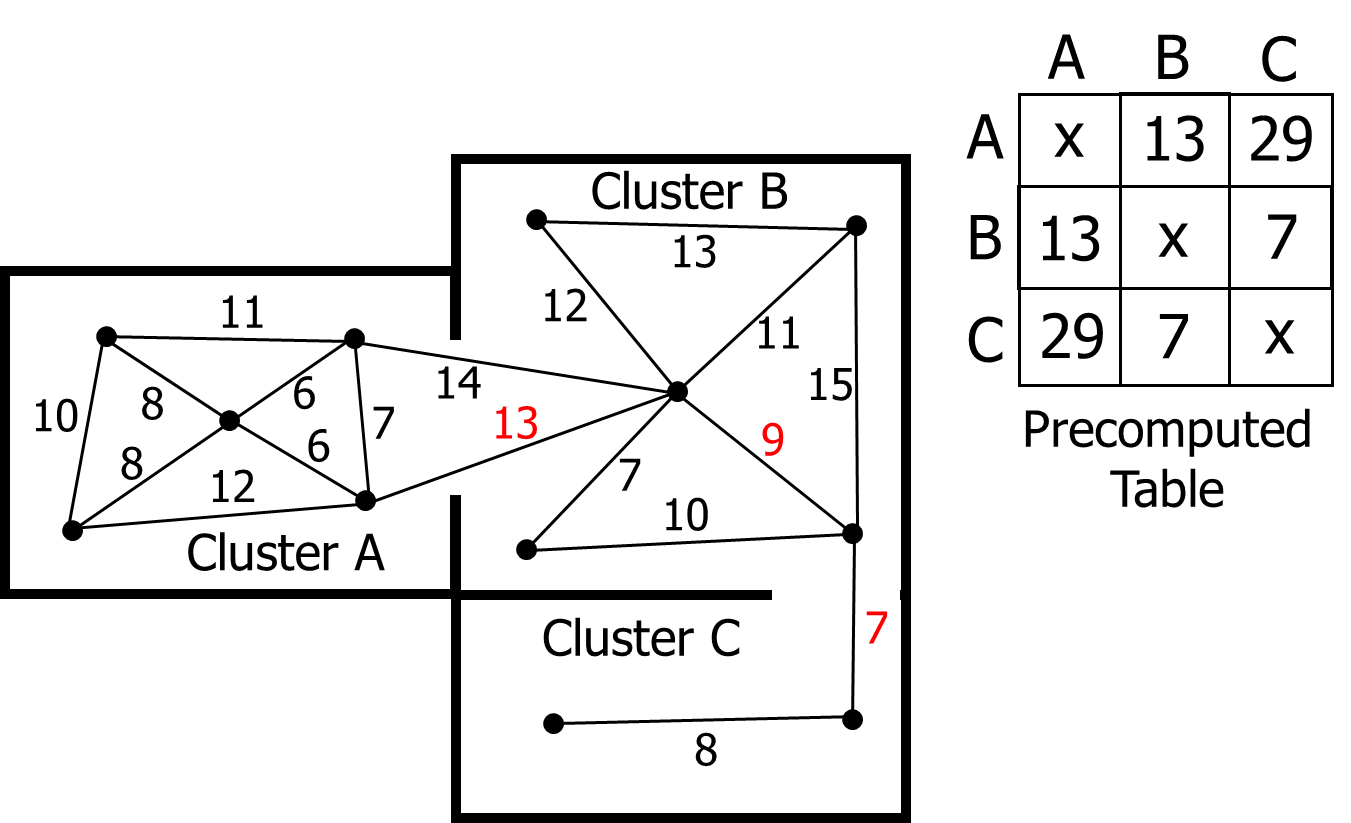 A B C
A x 13 29
B 13 x 7
C 29 7 x
Precomputed
Table
Cluster B
13
12
11
15
9
7
10
11
10
8
6
7
8
6
12
Cluster A
14
13
Cluster C
7
8